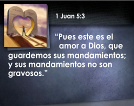 1 Juan 5:3
“Pues este es el
amor a Dios, que
guardemos sus mandamientos;
y sus mandamientos no son
gravosos.”